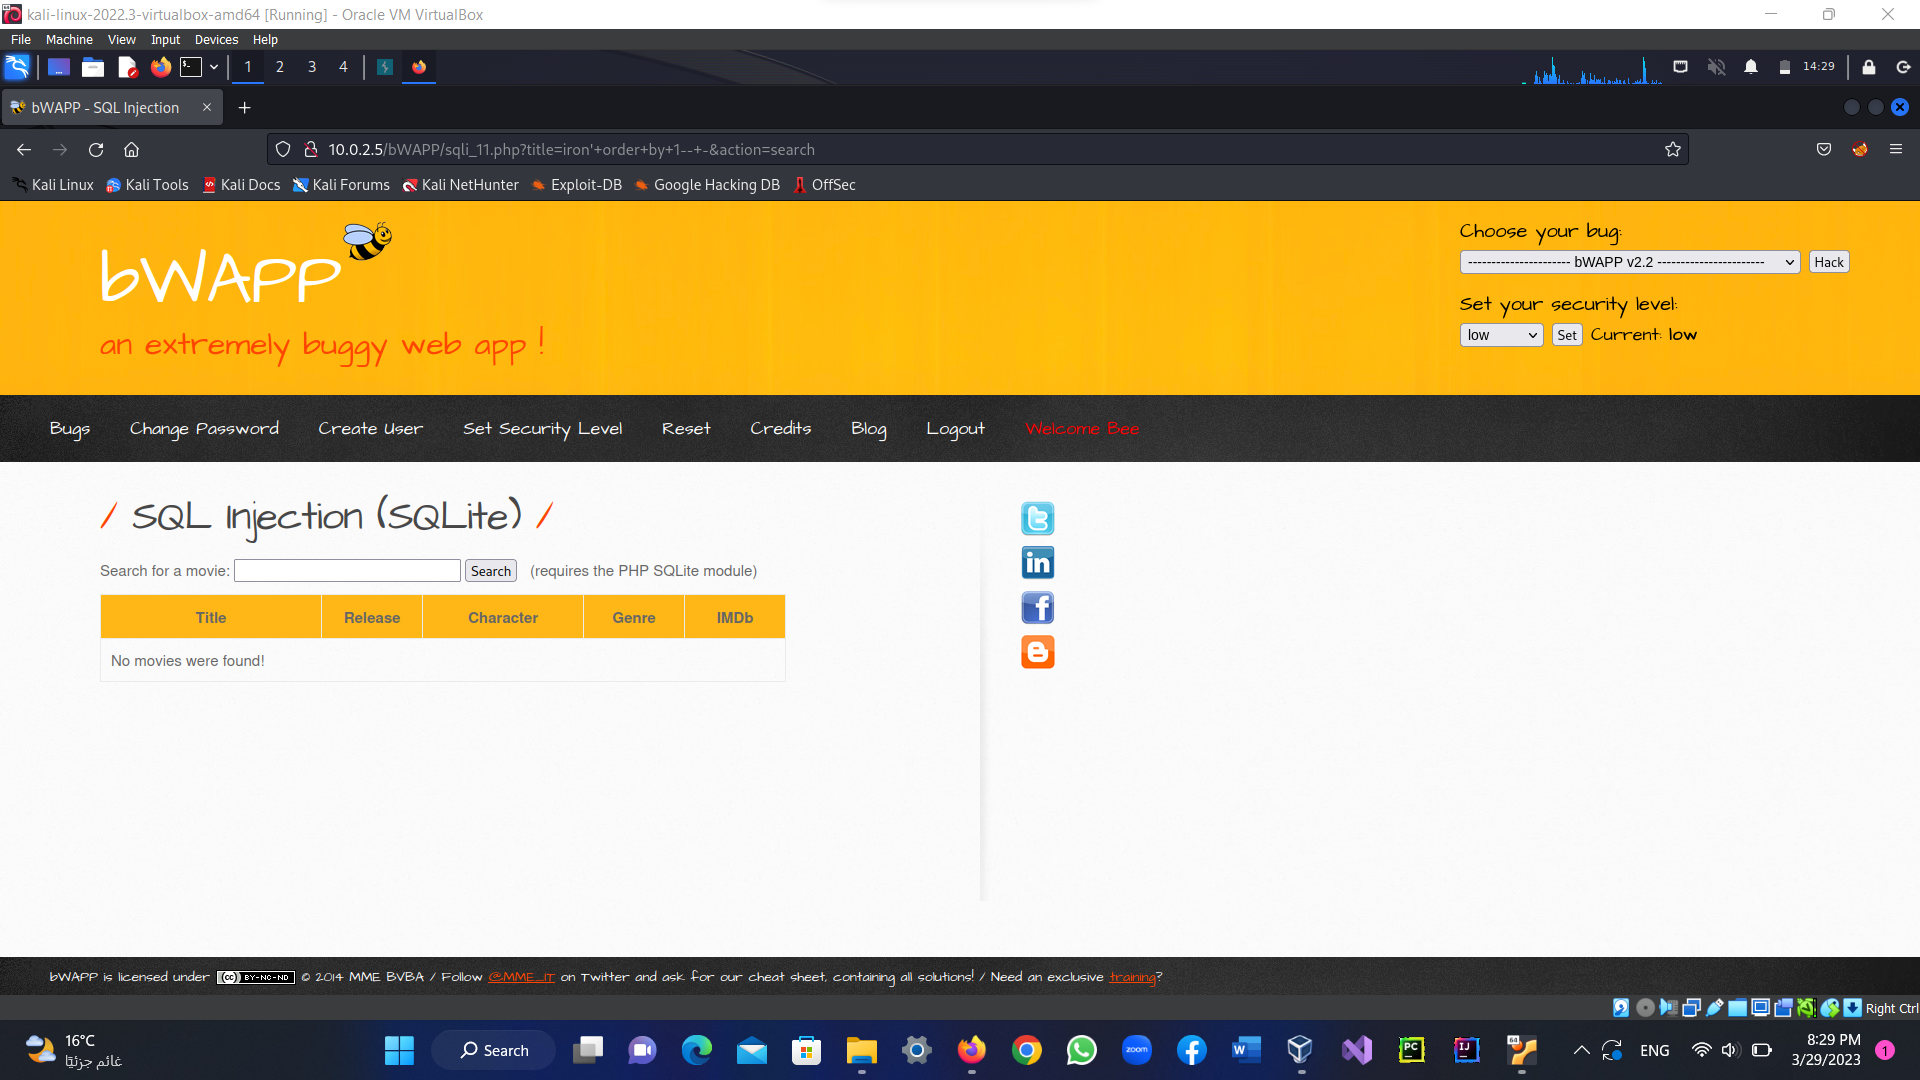 kali-linux-2022.3-virtualbox-amd64 [Running] - Oracle VM VirtualBox
File Machine View Input Devices Help
1 2 3 4 14:29
bWAPP - SQL Injection
10.0.2.5/bWAPP/sqli_11.php?title=iron'+order+by+1--+-&action=search
Kali Linux Kali Tools Kali Docs Kali Forums Kali NetHunter Exploit-DB Google Hacking DB OffSec
bWAPP
an extremely buggy web app !
Choose your bug:
---------------------- bWAPP v2.2 ----------------------- Hack
Set your security level:
low Set Current: low
Bugs Change Password Create User Set Security Level Reset Credits Blog Logout Welcome Bee
/ SQL Injection (SQLite) /
Search for a movie: Search (requires the PHP SQLite module)
Title Release Character Genre IMDb
No movies were found!
bWAPP is licensed under (cc) BY-NC-ND © 2014 MME BVBA / Follow @MME_IT on Twitter and ask for our cheat sheet, containing all solutions! / Need an exclusive training?
Right Ctrl
16°C
غائم جزئيًا
Search
zoom
ENG
8:29 PM
3/29/2023
1